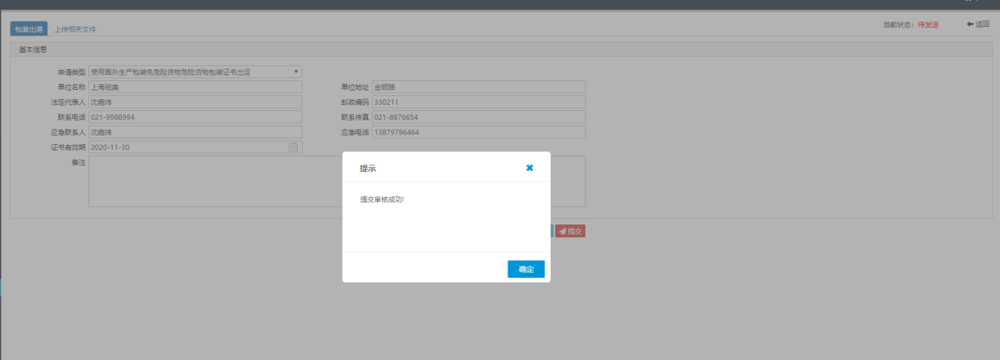 包装出港 上传相关文件 当前状态：待发送 返回
基本信息
申请类型 使用国外生产包装免危险货物危险货物包装证书出运
单位名称 上海驰美 单位地址 金顺路
法定代表人 沈嘉炜 邮政编码 330211
联系电话 021-9988994 联系传真 021-8876654
应急联系人 沈嘉炜 应急电话 13879796464
证书有效期 2020-11-30
备注
提示
提交审核成功!
提交
确定